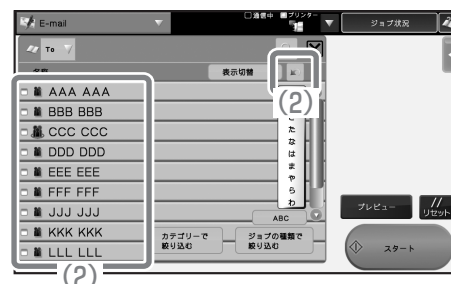 E-mail
通信中 プリンター
ジョブ状況
To
表示切替
(2)
AAA AAA
BBB BBB
CCC CCC
DDD DDD
EEE EEE
FFF FFF
JJJ JJJ
KKK KKK
LLL LLL
た
な
は
ま
や
ら
わ
ABC
カテゴリーで
絞り込む
ジョブの種類で
絞り込む
プレビュー
リセット
スタート
(2)